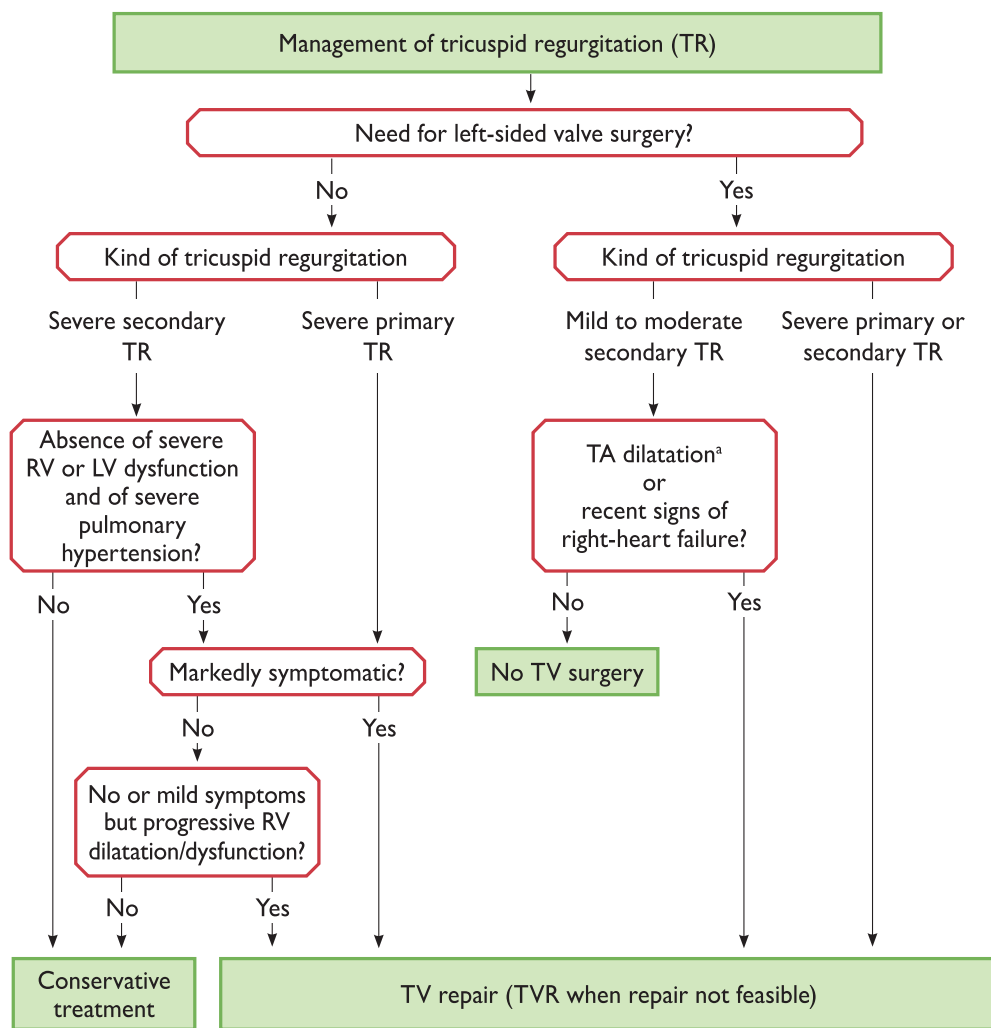 Management of tricuspid regurgitation (TR)
Need for left-sided valve surgery?
No
Yes
Kind of tricuspid regurgitation
Kind of tricuspid regurgitation
Severe secondary
TR
Severe primary
TR
Mild to moderate
secondary TR
Severe primary or
secondary TR
Absence of severe
RV or LV dysfunction
and of severe
pulmonary
hypertension?
TA dilatationᵃ
or
recent signs of
right-heart failure?
No
Yes
No
Yes
Markedly symptomatic?
No TV surgery
No
Yes
No or mild symptoms
but progressive RV
dilatation/dysfunction?
No
Yes
Conservative
treatment
TV repair (TVR when repair not feasible)